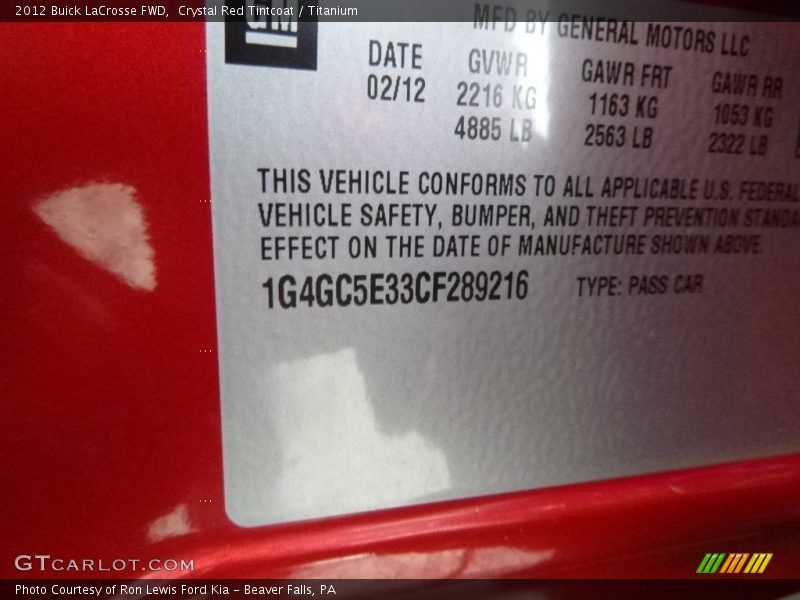 2012 Buick LaCrosse FWD, Crystal Red Tintcoat / Titanium
GM
MFD BY GENERAL MOTORS LLC
DATE GVWR GAWR FRT GAWR RR
02/12 2216 KG 1163 KG 1053 KG
4885 LB 2563 LB 2322 LB
THIS VEHICLE CONFORMS TO ALL APPLICABLE U.S. FEDERAL
VEHICLE SAFETY, BUMPER, AND THEFT PREVENTION STANDA
EFFECT ON THE DATE OF MANUFACTURE SHOWN ABOVE.
1G4GC5E33CF289216 TYPE: PASS CAR
GTCARLOT.COM
Photo Courtesy of Ron Lewis Ford Kia - Beaver Falls, PA